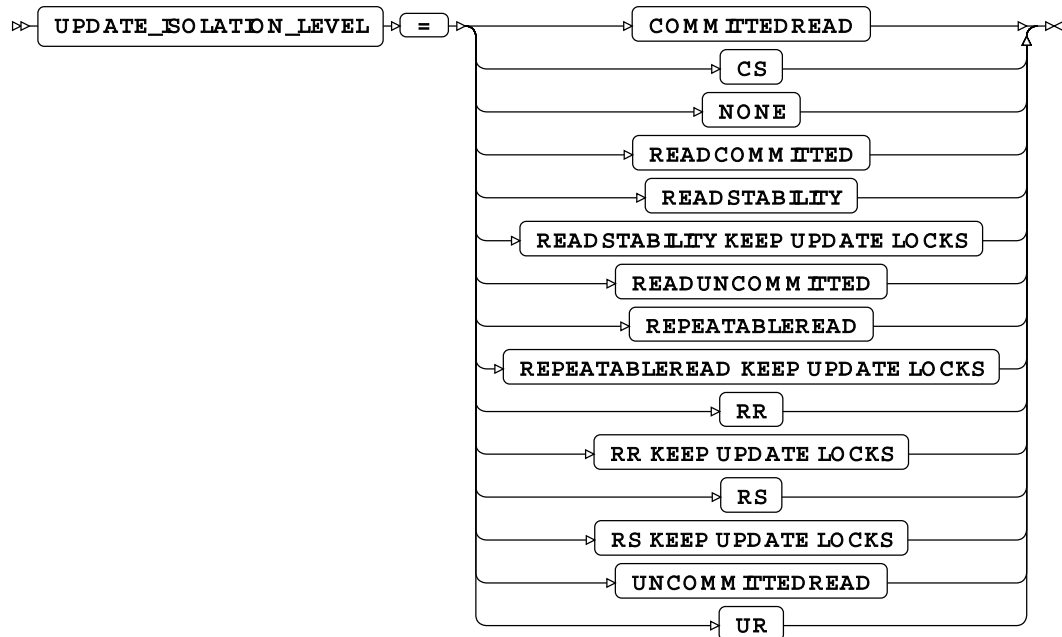 UPDATE_ISOLATION_LEVEL = COMMITTEDREAD
CS
NONE
READCOMMITTED
READSTABILITY
READSTABILITY KEEP UPDATE LOCKS
READUNCOMMITTED
REPEATABLEREAD
REPEATABLEREAD KEEP UPDATE LOCKS
RR
RR KEEP UPDATE LOCKS
RS
RS KEEP UPDATE LOCKS
UNCOMMITTEDREAD
UR